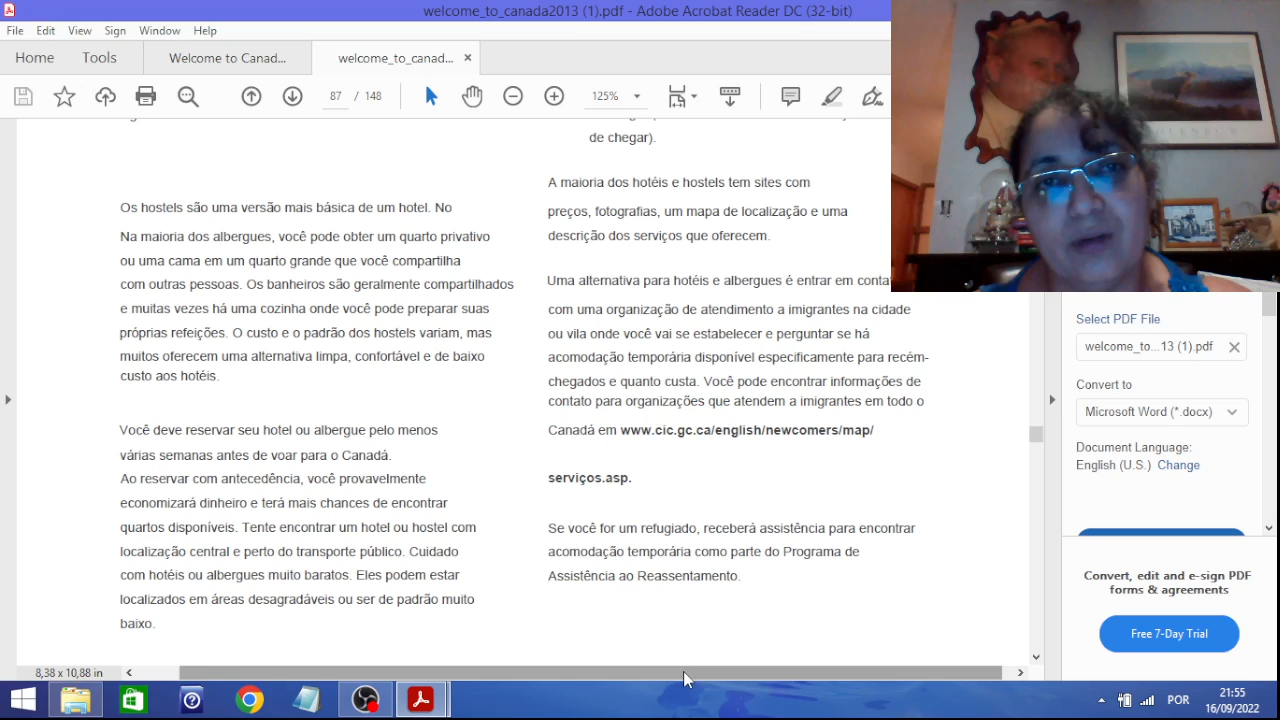 welcome_to_canada2013 (1).pdf - Adobe Acrobat Reader DC (32-bit)
File Edit View Sign Window Help
Home Tools Welcome to Canad... welcome_to_canad... ×
87 / 148 125%
de chegar).
Os hostels são uma versão mais básica de um hotel. No
Na maioria dos albergues, você pode obter um quarto privativo
ou uma cama em um quarto grande que você compartilha
com outras pessoas. Os banheiros são geralmente compartilhados
e muitas vezes há uma cozinha onde você pode preparar suas
próprias refeições. O custo e o padrão dos hostels variam, mas
muitos oferecem uma alternativa limpa, confortável e de baixo
custo aos hotéis.
Você deve reservar seu hotel ou albergue pelo menos
várias semanas antes de voar para o Canadá.
Ao reservar com antecedência, você provavelmente
economizará dinheiro e terá mais chances de encontrar
quartos disponíveis. Tente encontrar um hotel ou hostel com
localização central e perto do transporte público. Cuidado
com hotéis ou albergues muito baratos. Eles podem estar
localizados em áreas desagradáveis ou ser de padrão muito
baixo.
A maioria dos hotéis e hostels tem sites com
preços, fotografias, um mapa de localização e uma
descrição dos serviços que oferecem.
Uma alternativa para hotéis e albergues é entrar em
com uma organização de atendimento a imigrantes na cidade
ou vila onde você vai se estabelecer e perguntar se há
acomodação temporária disponível especificamente para recém-
chegados e quanto custa. Você pode encontrar informações de
contato para organizações que atendem a imigrantes em todo o
Canadá em www.cic.gc.ca/english/newcomers/map/
serviços.asp.
Se você for um refugiado, receberá assistência para encontrar
acomodação temporária como parte do Programa de
Assistência ao Reassentamento.
Select PDF File
welcome_to...13 (1).pdf
Convert to
Microsoft Word (*.docx)
Document Language:
English (U.S.) Change
Convert, edit and e-sign PDF
forms & agreements
Free 7-Day Trial
8,38 x 10,88 in
POR
21:55
16/09/2022